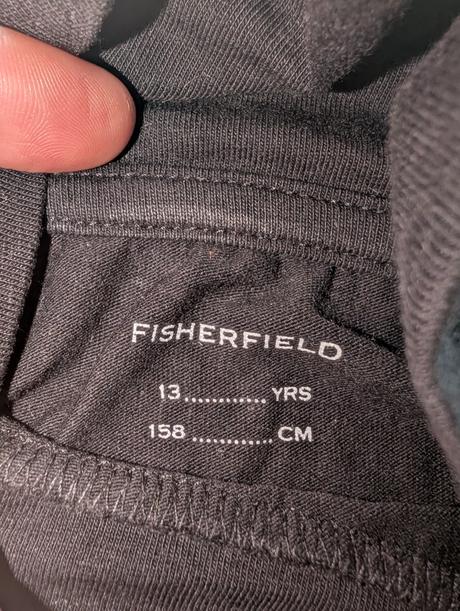 FISHERFIELD
13............ YRS
158 ............ CM